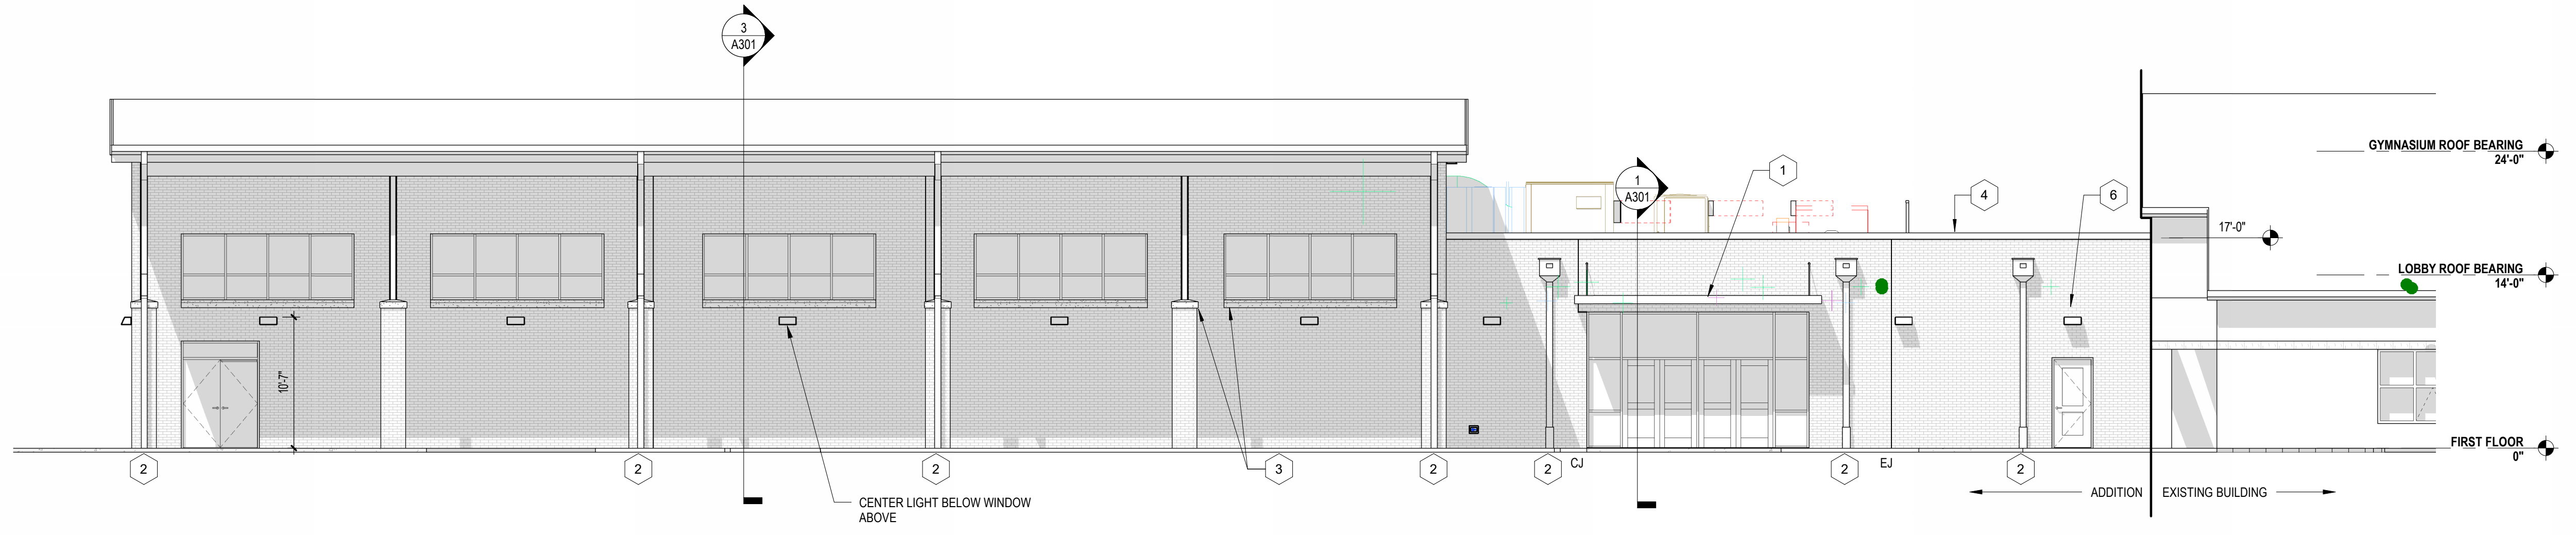 3
A301
GYMNASIUM ROOF BEARING
24'-0"
1
1
A301
4
6
17'-0"
LOBBY ROOF BEARING
14'-0"
10'-7"
FIRST FLOOR
0"
2
2
2
3
2
2
CJ
2
EJ
2
CENTER LIGHT BELOW WINDOW
ABOVE
ADDITION
EXISTING BUILDING